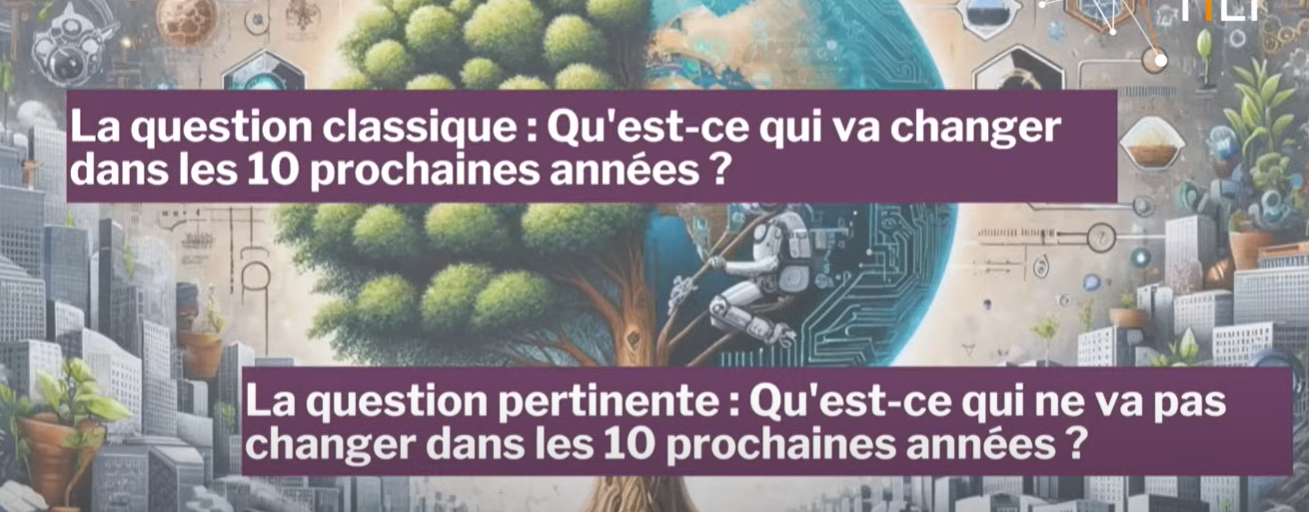 La question classique : Qu'est-ce qui va changer
dans les 10 prochaines années ?
La question pertinente : Qu'est-ce qui ne va pas
changer dans les 10 prochaines années ?